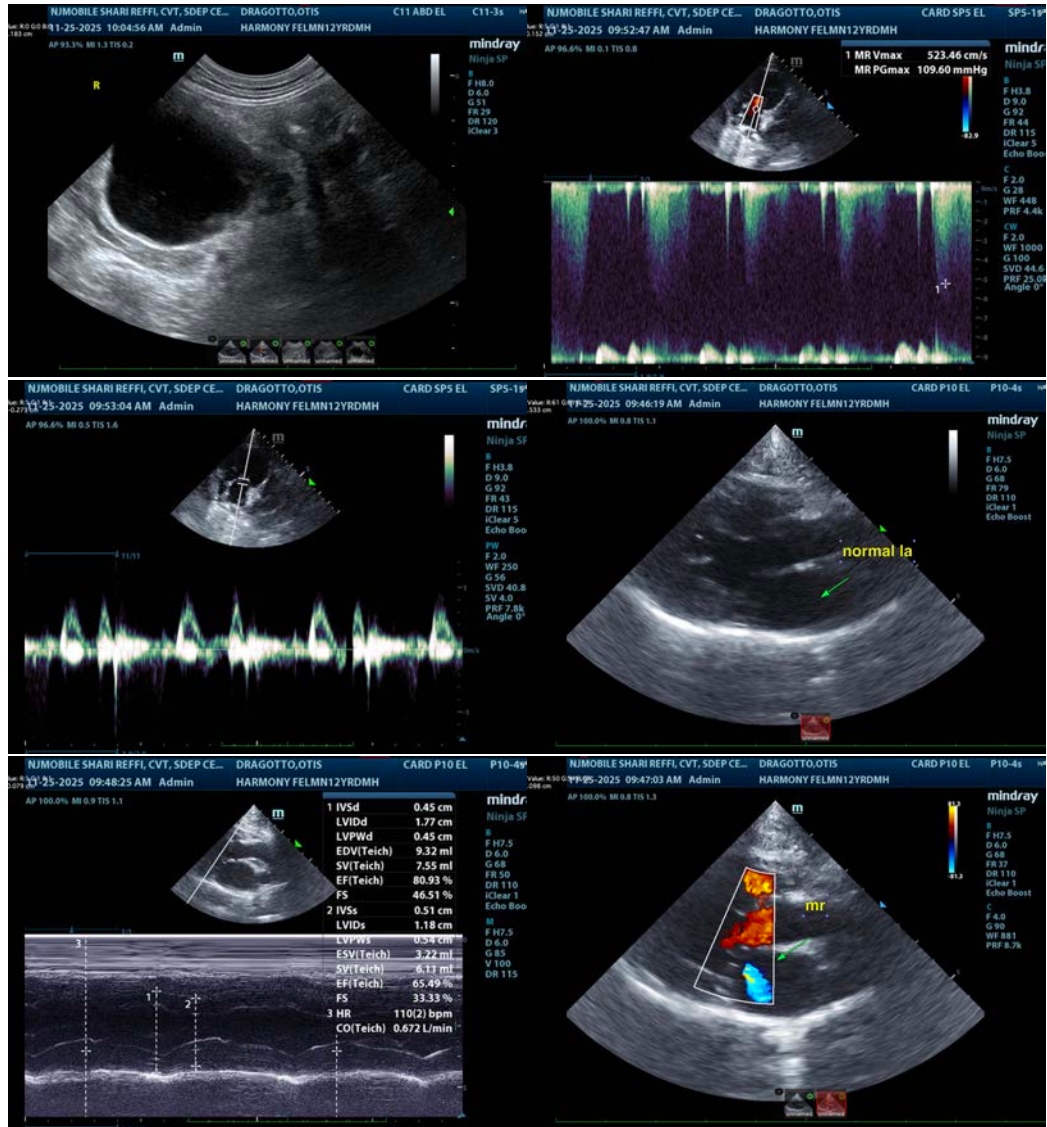 NJMOBILE SHARI REFFI, CVT, SDEP CE... DRAGOTTO,OTIS C11 ABD EL C11-3s
11-25-2025 10:04:56 AM Admin HARMONY FELMN12YRDMH
AP 93.3% MI 1.3 TIS 0.2
m
R
mindray
Ninja SP
B
F H8.0
D 6.0
G 51
FR 29
DR 120
iClear 3
NJMOBILE SHARI REFFI, CVT, SDEP CE... DRAGOTTO,OTIS CARD SP5 EL
11-25-2025 09:52:47 AM Admin HARMONY FELMN12YRDMH
AP 96.6% MI 0.1 TIS 0.8
m
1 MR Vmax 523.46 cm/s
MR PGmax 109.60 mmHg
-82.9
Ninja SP
B
F H3.8
D 9.0
G 92
FR 44
DR 115
iClear 5
C
F 2.0
G 28
WF 448
PRF 4.4k
CW
F 2.0
WF 1000
G 100
SVD 44.6
Angle 0°
1
NJMOBILE SHARI REFFI, CVT, SDEP CE... DRAGOTTO,OTIS CARD SP5 EL
11-25-2025 09:53:04 AM Admin HARMONY FELMN12YRDMH
AP 96.6% MI 0.5 TIS 1.6
m
Ninja SP
B
F H3.8
D 9.0
G 92
FR 43
DR 115
iClear 5
PW
F 2.0
WF 250
G 56
SVD 40.8
SV 4.0
PRF 7.8k
Angle 0°
NJMOBILE SHARI REFFI, CVT, SDEP CE... DRAGOTTO,OTIS CARD P10 EL P10-4s
11-25-2025 09:46:19 AM Admin HARMONY FELMN12YRDMH
AP 100.0% MI 0.8 TIS 1.1
m
mindray
Ninja SP
B
F H7.5
D 6.0
G 68
FR 79
DR 110
iClear 1
Echo Boost
normal la
NJMOBILE SHARI REFFI, CVT, SDEP CE... DRAGOTTO,OTIS CARD P10 EL
11-25-2025 09:48:25 AM Admin HARMONY FELMN12YRDMH
AP 100.0% MI 0.9 TIS 1.1
m
1 IVSd 0.45 cm
LVIDd 1.77 cm
LVPWd 0.45 cm
EDV(Teich) 9.32 ml
SV(Teich) 7.55 ml
EF(Teich) 80.93 %
FS 46.51 %
2 IVSs 0.51 cm
LVIDs 1.18 cm
LVPWs 0.54 cm
ESV(Teich) 3.22 ml
SV(Teich) 6.11 ml
EF(Teich) 65.49 %
FS 33.33 %
3 HR 110(2) bpm
CO(Teich) 0.672 L/min
Ninja SP
B
F H7.5
D 6.0
G 68
FR 50
DR 110
iClear 1
M
F H7.5
D 6.0
G 85
V 100
DR 115
3
1
2
NJMOBILE SHARI REFFI, CVT, SDEP CE... DRAGOTTO,OTIS CARD P10 EL P10-4s
11-25-2025 09:47:03 AM Admin HARMONY FELMN12YRDMH
AP 100.0% MI 0.8 TIS 1.3
m
-81.3
mindray
Ninja SP
B
F H7.5
D 6.0
G 68
FR 37
DR 110
iClear 1
Echo Boost
C
F 4.0
G 90
WF 881
PRF 8.7k
mr